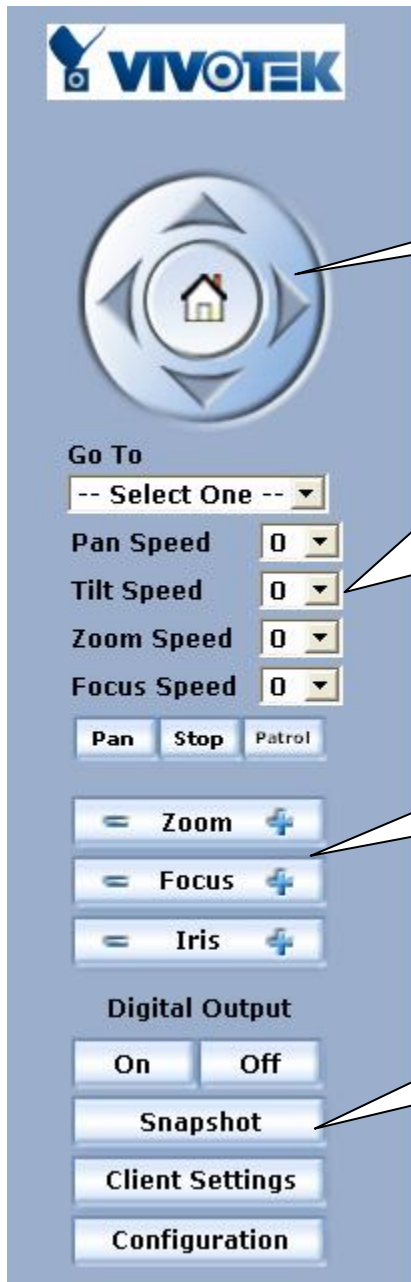 VIVOTEK
Go To
-- Select One --
Pan Speed 0
Tilt Speed 0
Zoom Speed 0
Focus Speed 0
Pan Stop Patrol
Zoom
Focus
Iris
Digital Output
On Off
Snapshot
Client Settings
Configuration